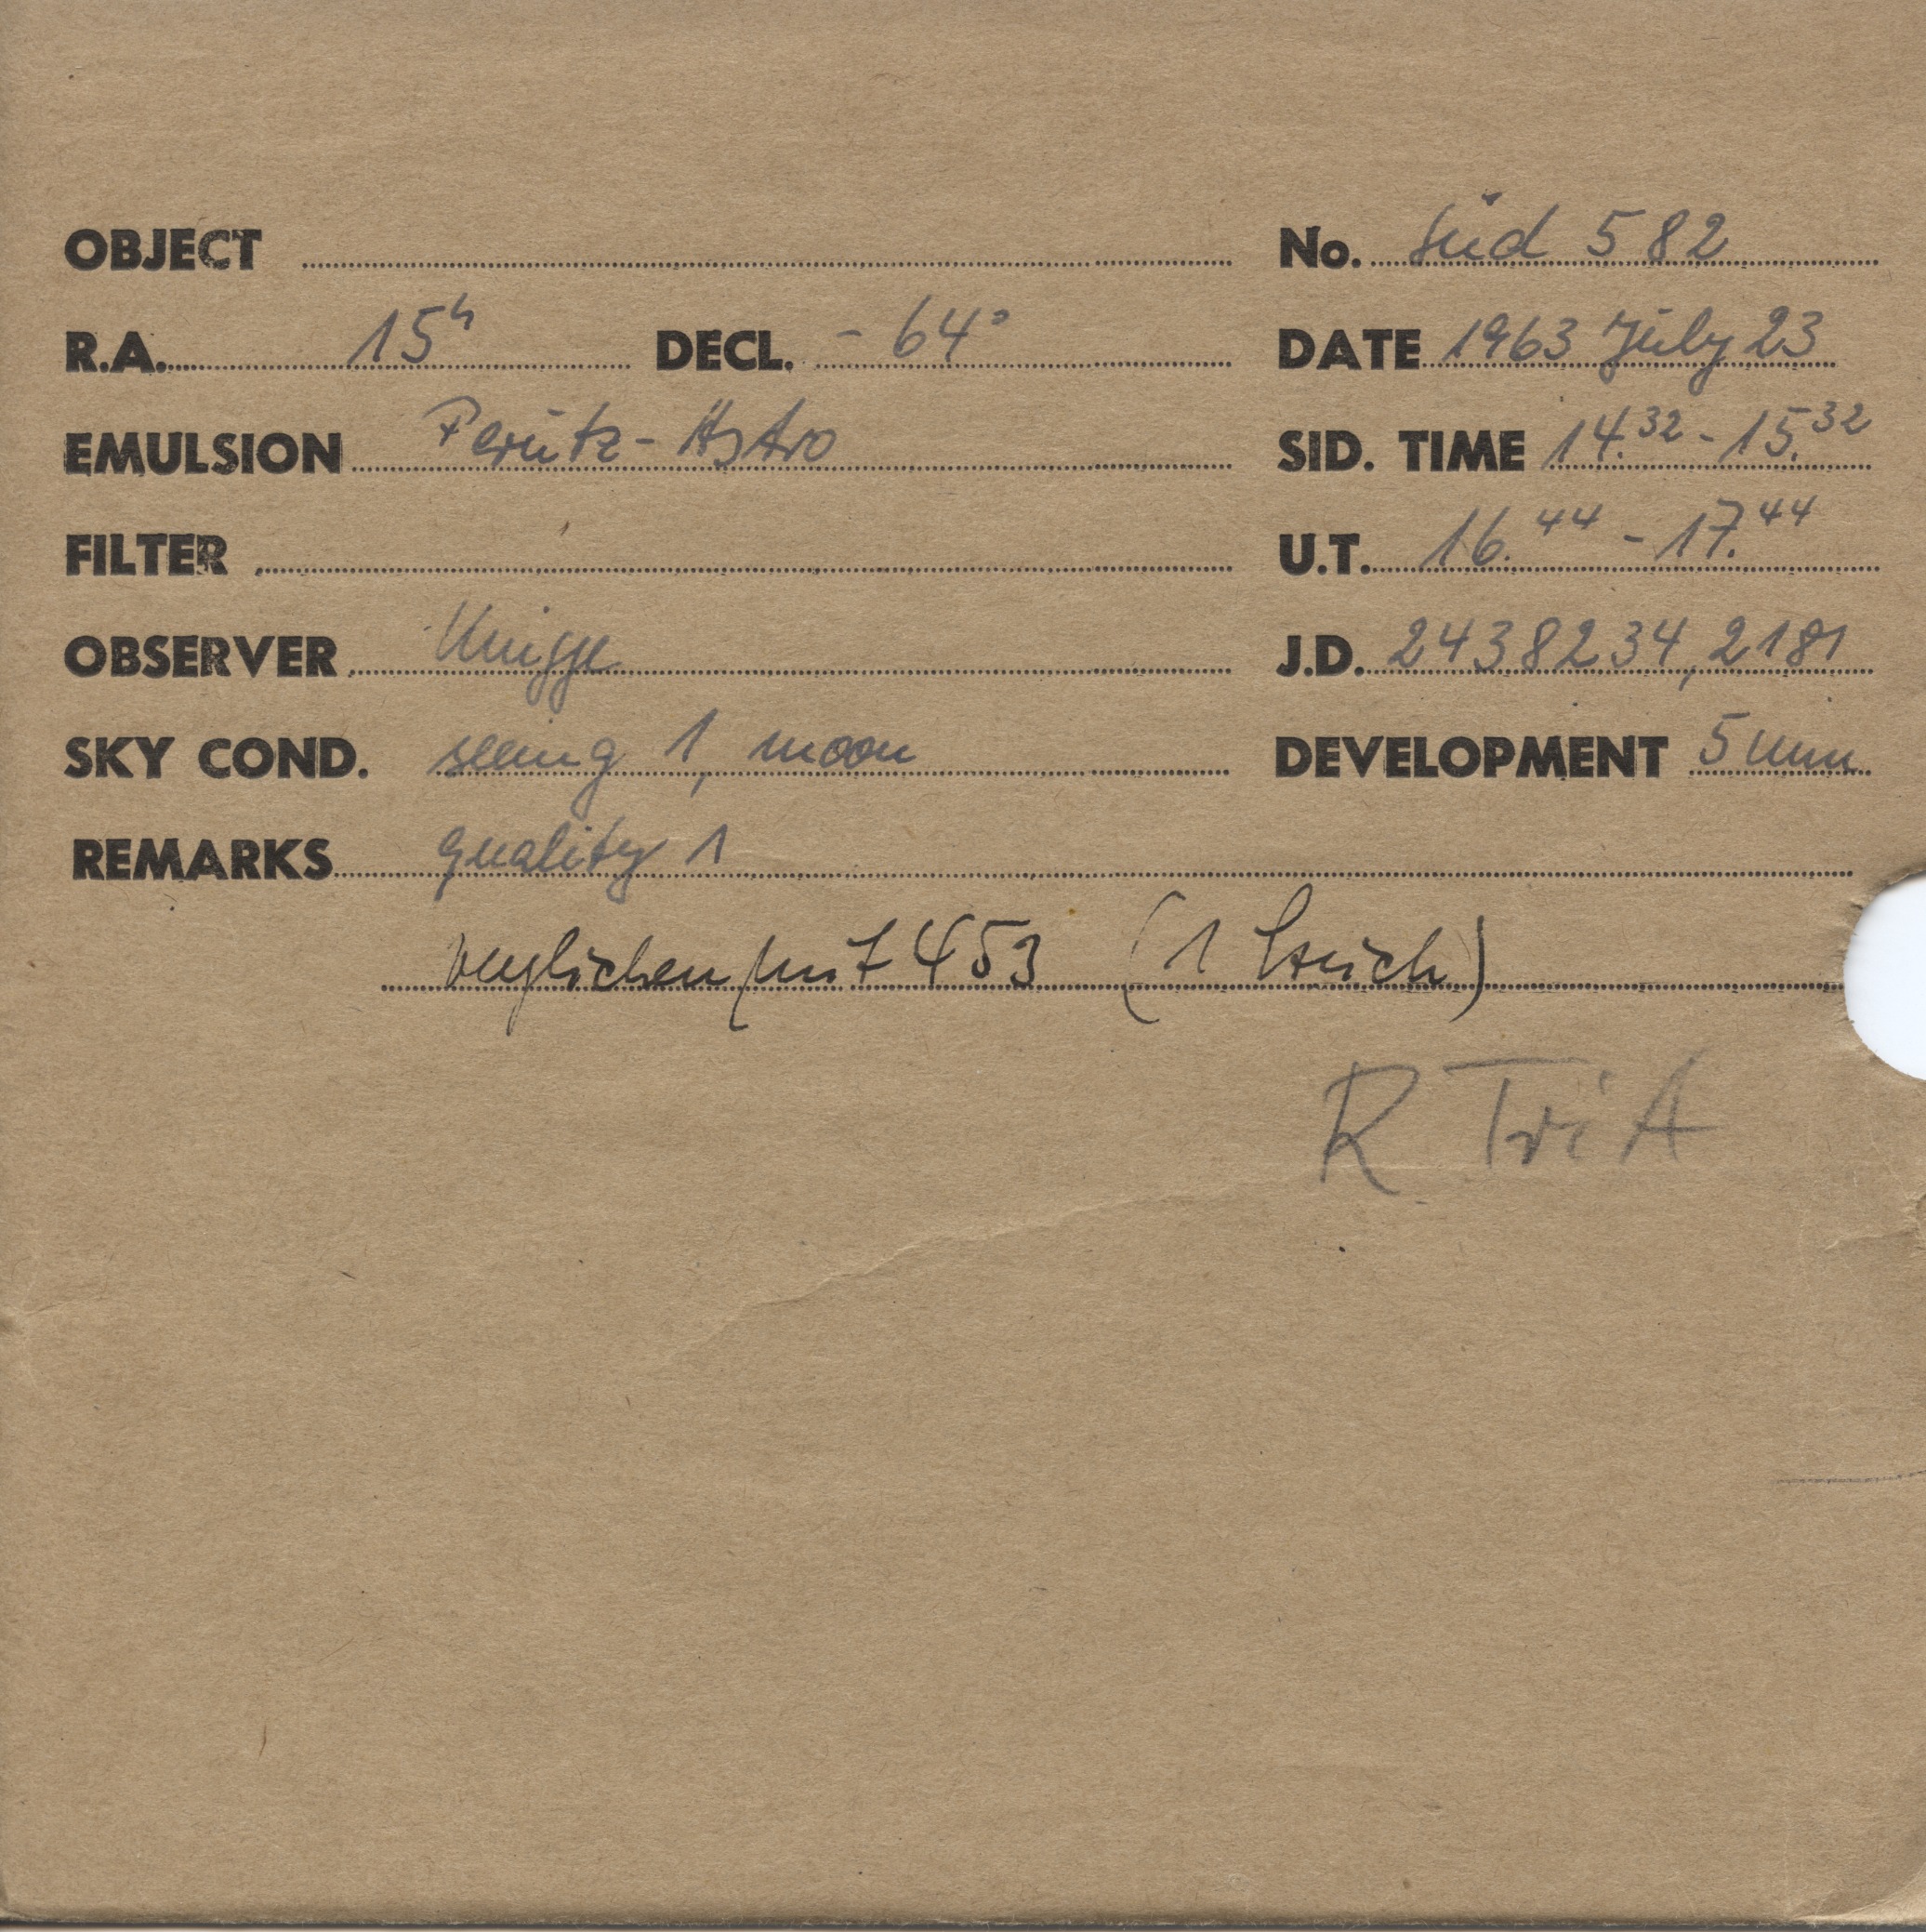 OBJECT No. Süd 582
R.A. 15h DECL. - 64°
DATE 1963 July 23
EMULSION Perutz - Astro
SID. TIME 14.32 - 15.32
FILTER
U.T. 16.44 - 17.44
OBSERVER Knigge
J.D. 2438234,2181
SKY COND. seeing 1, moon
DEVELOPMENT 5 min
REMARKS quality 1
verglichen mit 453 (1 Strich)
R TriA